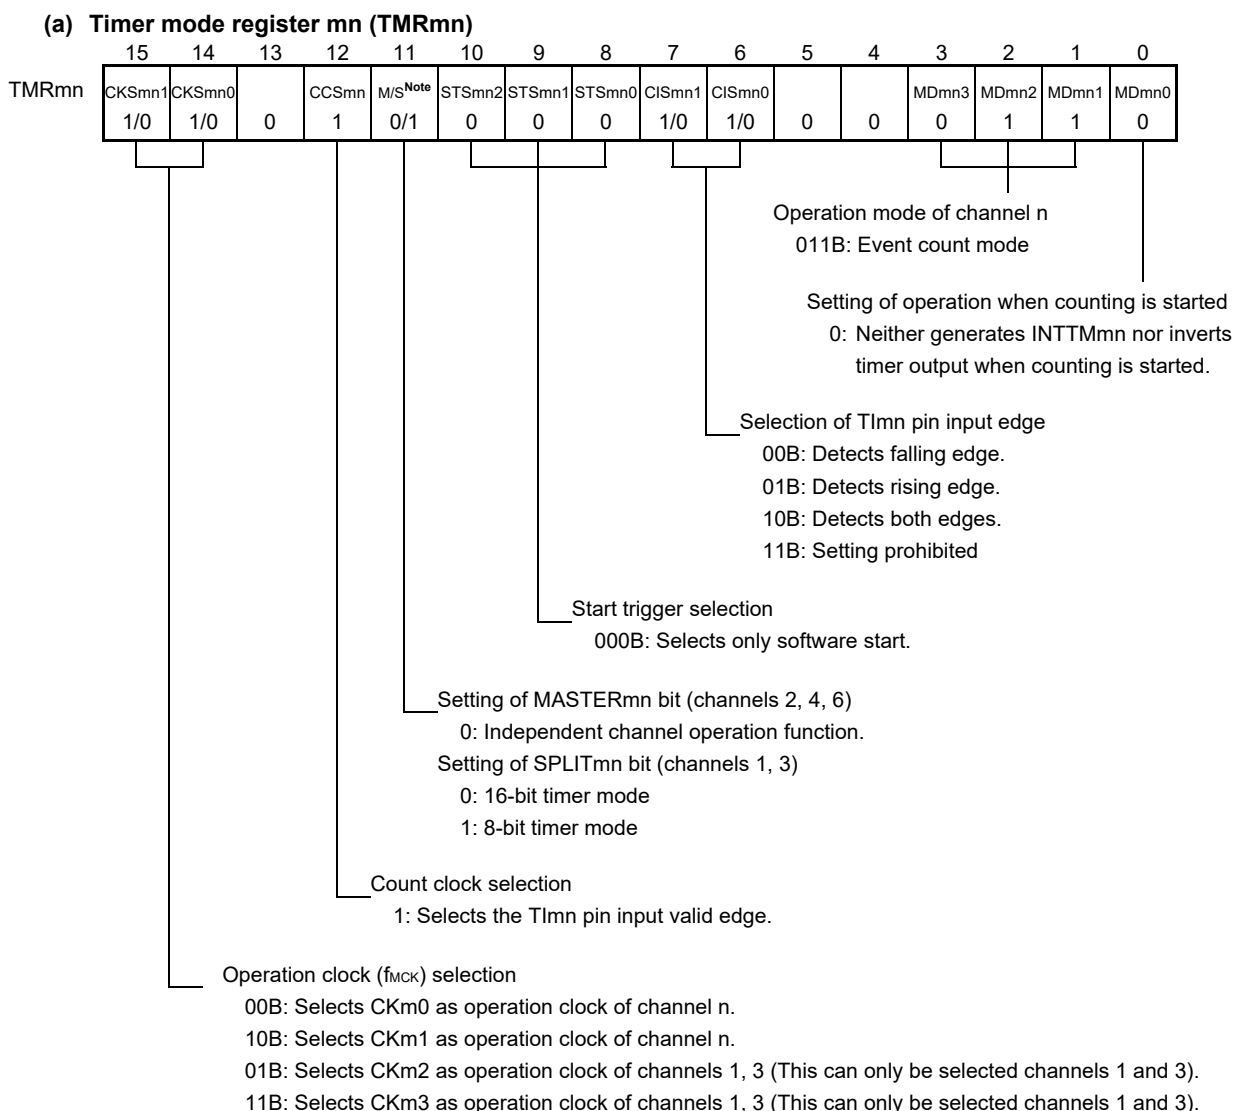 (a) Timer mode register mn (TMRmn)
15 14 13 12 11 10 9 8 7 6 5 4 3 2 1 0
TMRmn CKSmn1 CKSmn0 CCSmn M/S Note STSmn2 STSmn1 STSmn0 CISmn1 CISmn0 MDmn3 MDmn2 MDmn1 MDmn0
1/0 1/0 0 1 0/1 0 0 0 1/0 1/0 0 0 0 1 1 0
Operation mode of channel n
011B: Event count mode
Setting of operation when counting is started
0: Neither generates INTTMmn nor inverts
timer output when counting is started.
Selection of TImn pin input edge
00B: Detects falling edge.
01B: Detects rising edge.
10B: Detects both edges.
11B: Setting prohibited
Start trigger selection
000B: Selects only software start.
Setting of MASTERmn bit (channels 2, 4, 6)
0: Independent channel operation function.
Setting of SPLITmn bit (channels 1, 3)
0: 16-bit timer mode
1: 8-bit timer mode
Count clock selection
1: Selects the TImn pin input valid edge.
Operation clock (fMCK) selection
00B: Selects CKm0 as operation clock of channel n.
10B: Selects CKm1 as operation clock of channel n.
01B: Selects CKm2 as operation clock of channels 1, 3 (This can only be selected channels 1 and 3).
11B: Selects CKm3 as operation clock of channels 1, 3 (This can only be selected channels 1 and 3).